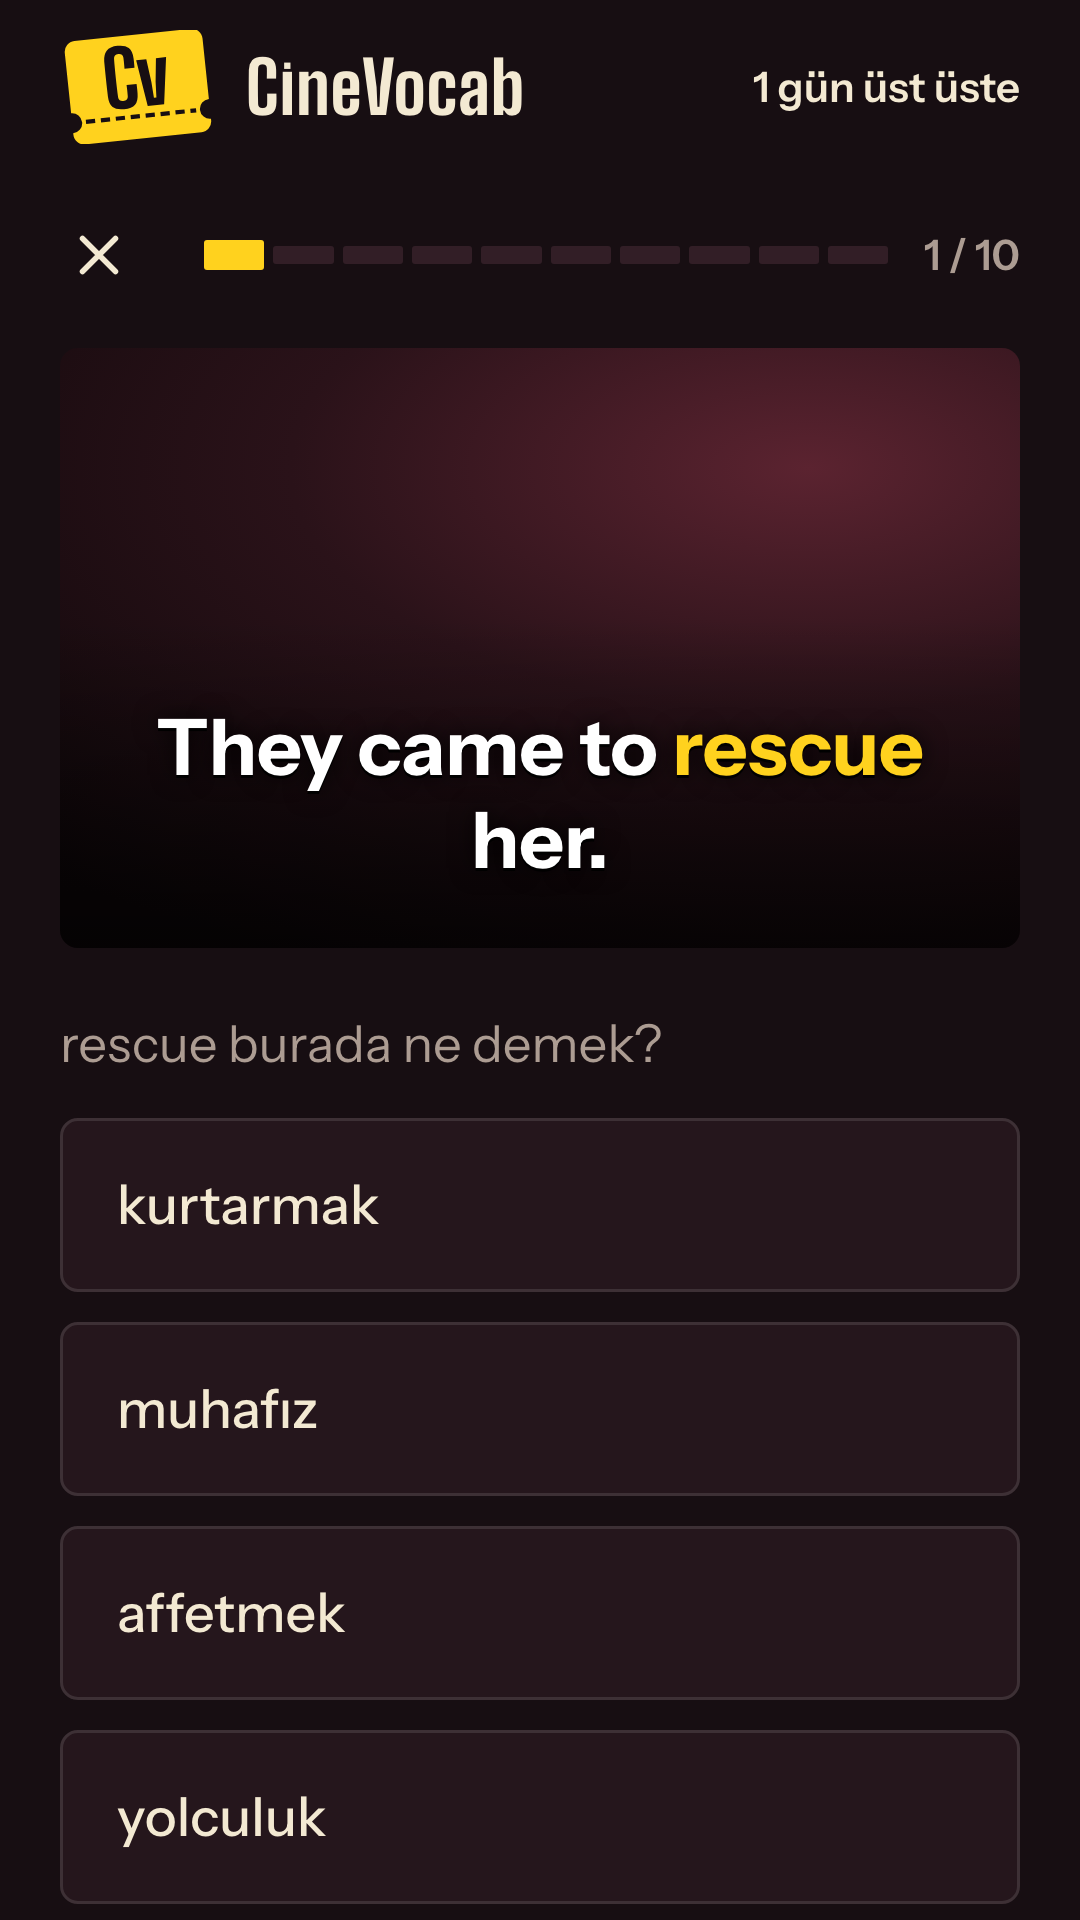 Cv
CineVocab
1 gün üst üste
1 / 10
They came to rescue
her.
rescue burada ne demek?
kurtarmak
muhafız
affetmek
yolculuk